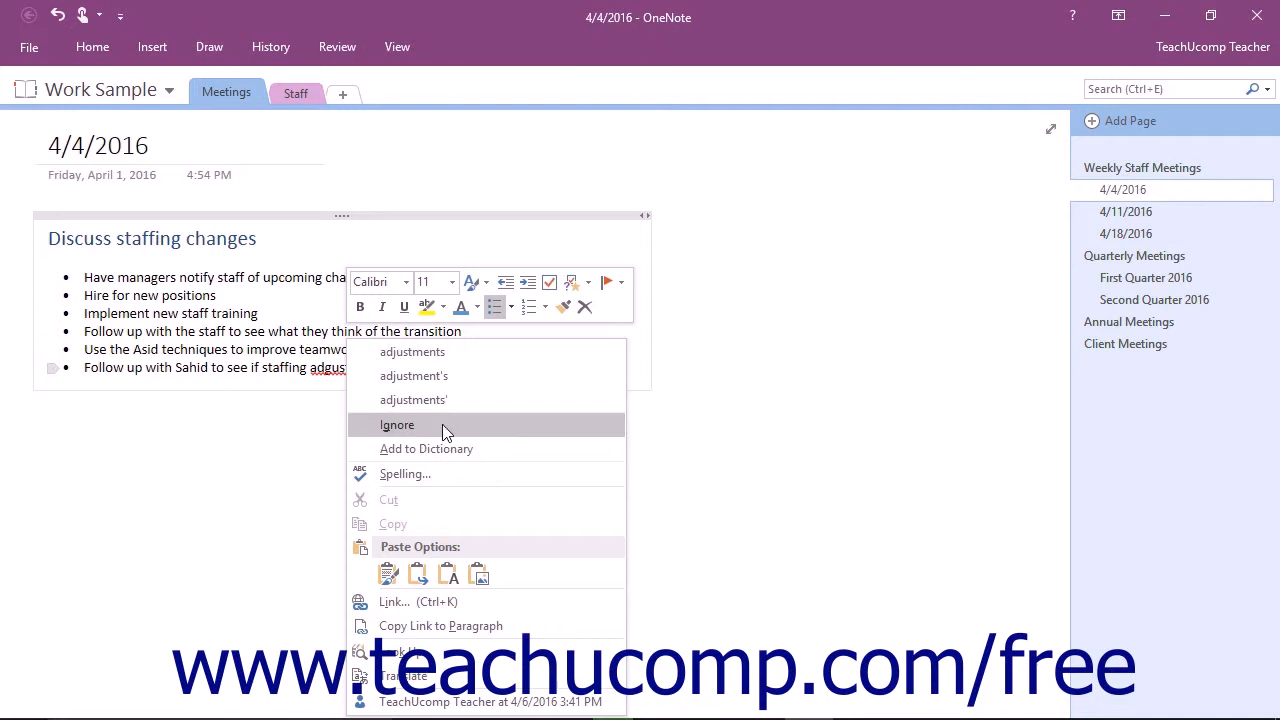 4/4/2016 - OneNote
?
File Home Insert Draw History Review View TeachUcomp Teacher
Work Sample Meetings Staff + Search (Ctrl+E)
Add Page
4/4/2016
Friday, April 1, 2016 4:54 PM
Weekly Staff Meetings
4/4/2016
4/11/2016
4/18/2016
Quarterly Meetings
First Quarter 2016
Second Quarter 2016
Annual Meetings
Client Meetings
Discuss staffing changes
• Have managers notify staff of upcoming cha
• Hire for new positions
• Implement new staff training
• Follow up with the staff to see what they think of the transition
• Use the Asid techniques to improve teamwo
• Follow up with Sahid to see if staffing adgust
Calibri 11
B I U ab A
adjustments
adjustment's
adjustments'
Ignore
Add to Dictionary
ABC Spelling...
Cut
Copy
Paste Options:
Link... (Ctrl+K)
Copy Link to Paragraph
Translate
TeachUcomp Teacher at 4/6/2016 3:41 PM
www.teachucomp.com/free